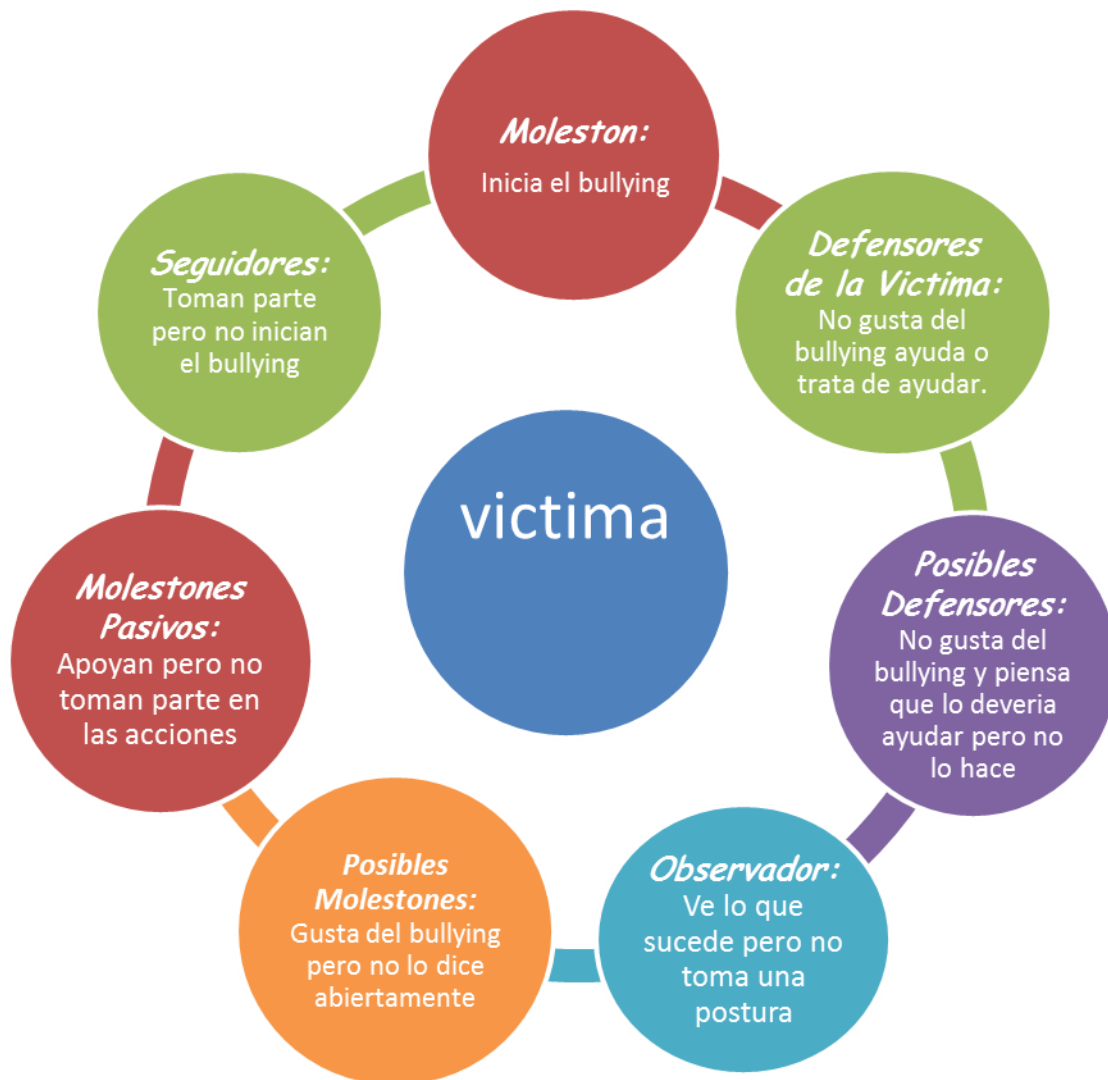 Moleston:
Inicia el bullying
Defensores
de la Victima:
No gusta del
bullying ayuda o
trata de ayudar.
Posibles
Defensores:
No gusta del
bullying y piensa
que lo deveria
ayudar pero no
lo hace
Observador:
Ve lo que
sucede pero no
toma una
postura
Posibles
Molestones:
Gusta del bullying
pero no lo dice
abiertamente
Molestones
Pasivos:
Apoyan pero no
toman parte en
las acciones
Seguidores:
Toman parte
pero no inician
el bullying
victima